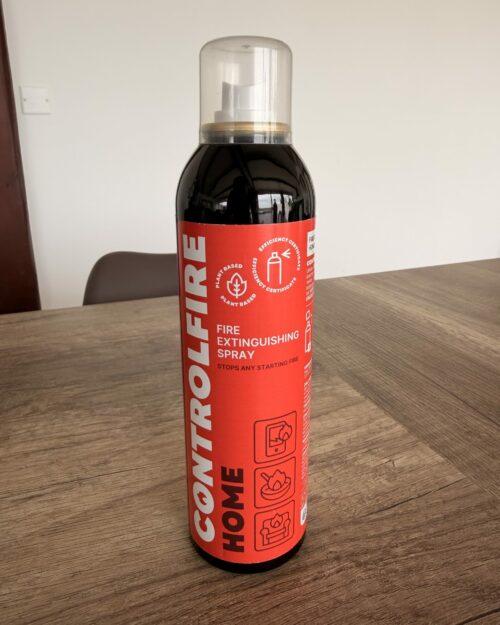 CONTROLFIRE
HOME
PLANT BASED
PLANT BASED
EFFICIENCY CERTIFICATE
EFFICIENCY CERTIFICATE
FIRE
EXTINGUISHING
SPRAY
STOPS ANY STARTING FIRE